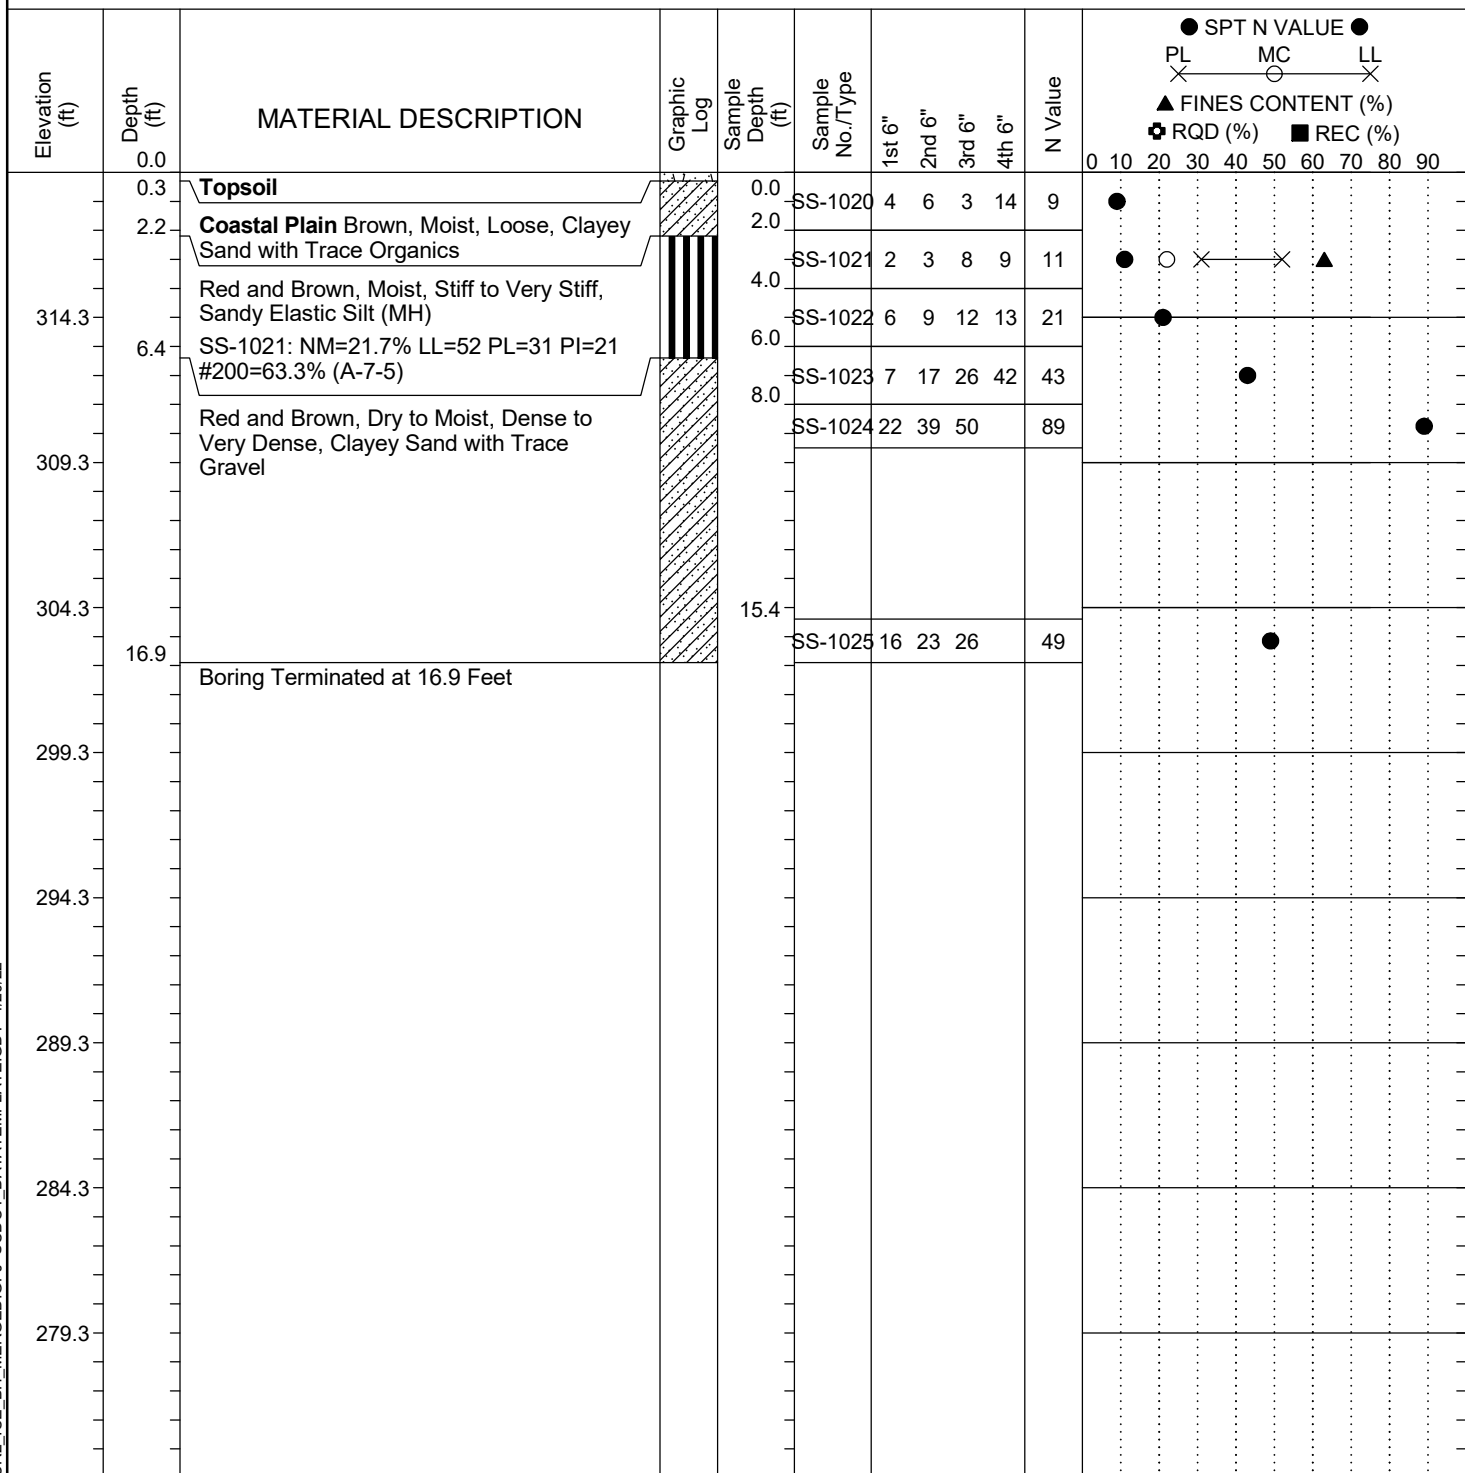 ● SPT N VALUE ●
PL MC LL
▲ FINES CONTENT (%)
RQD (%) ■ REC (%)
0 10 20 30 40 50 60 70 80 90
Elevation (ft)
Depth (ft)
0.0
MATERIAL DESCRIPTION
Graphic Log
Sample Depth (ft)
Sample No./Type
1st 6"
2nd 6"
3rd 6"
4th 6"
N Value
0.3 Topsoil
0.0 SS-1020 4 6 3 14 9
2.2 Coastal Plain Brown, Moist, Loose, Clayey
Sand with Trace Organics
2.0
SS-1021 2 3 8 9 11
Red and Brown, Moist, Stiff to Very Stiff,
Sandy Elastic Silt (MH)
4.0
314.3 SS-1022 6 9 12 13 21
6.4 SS-1021: NM=21.7% LL=52 PL=31 PI=21
#200=63.3% (A-7-5)
6.0
SS-1023 7 17 26 42 43
8.0
Red and Brown, Dry to Moist, Dense to
Very Dense, Clayey Sand with Trace
Gravel
SS-1024 22 39 50 89
309.3
304.3 15.4
SS-1025 16 23 26 49
16.9
Boring Terminated at 16.9 Feet
299.3
294.3
289.3
284.3
279.3